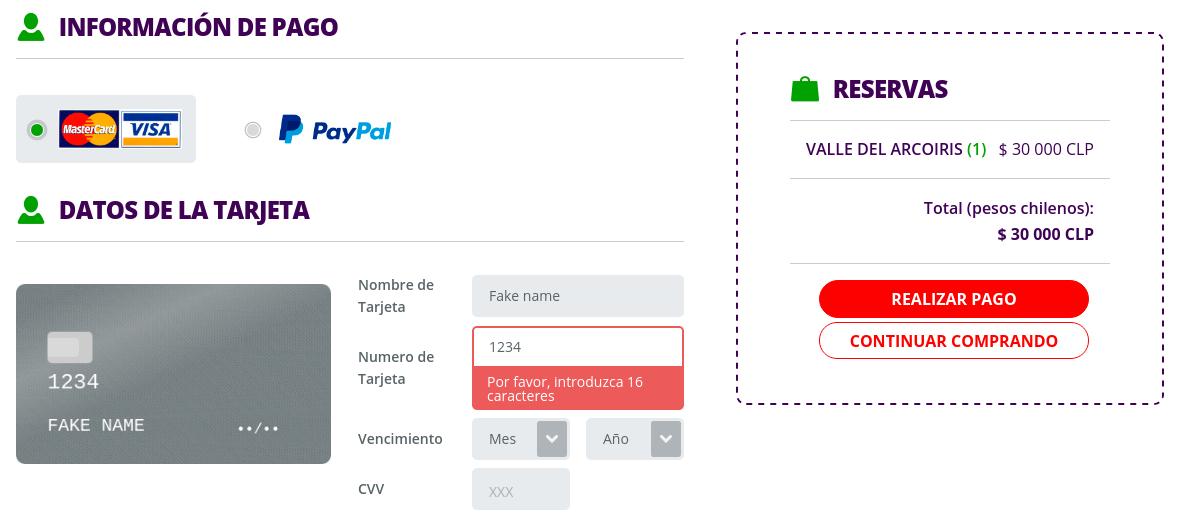 INFORMACIÓN DE PAGO
MasterCard VISA PayPal
DATOS DE LA TARJETA
1234
FAKE NAME ••/••
Nombre de
Tarjeta
Fake name
Numero de
Tarjeta
1234
Por favor, introduzca 16
caracteres
Vencimiento Mes Año
CVV XXX
RESERVAS
VALLE DEL ARCOIRIS (1) $ 30 000 CLP
Total (pesos chilenos):
$ 30 000 CLP
REALIZAR PAGO
CONTINUAR COMPRANDO